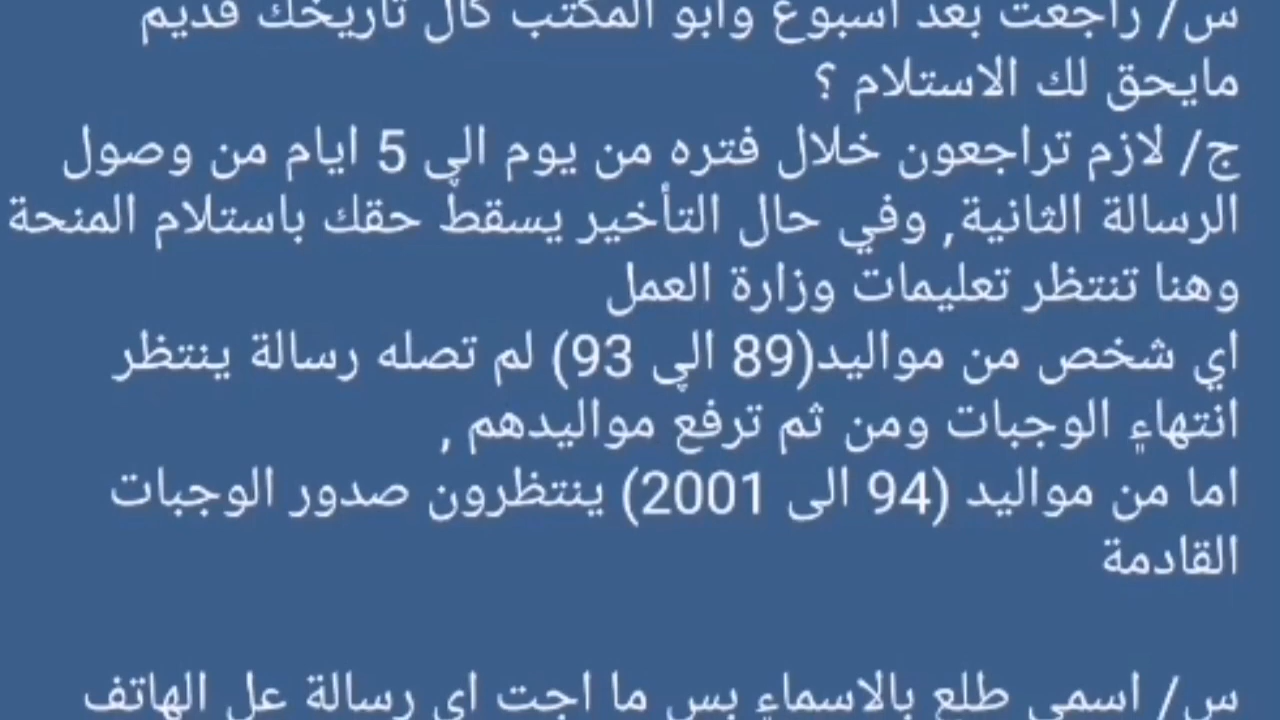 س/ راجعت بعد اسبوع وابو المكتب كال تاريخك قديم
مايحق لك الاستلام ؟
ج/ لازم تراجعون خلال فتره من يوم الى 5 ايام من وصول
الرسالة الثانية, وفي حال التأخير يسقط حقك باستلام المنحة
وهنا تنتظر تعليمات وزارة العمل
اي شخص من مواليد(89 الى 93) لم تصله رسالة ينتظر
انتهاء الوجبات ومن ثم ترفع مواليدهم ,
اما من مواليد (94 الى 2001) ينتظرون صدور الوجبات
القادمة
س/ اسمي طلع بالاسماء بس ما اجت اي رسالة عل الهاتف